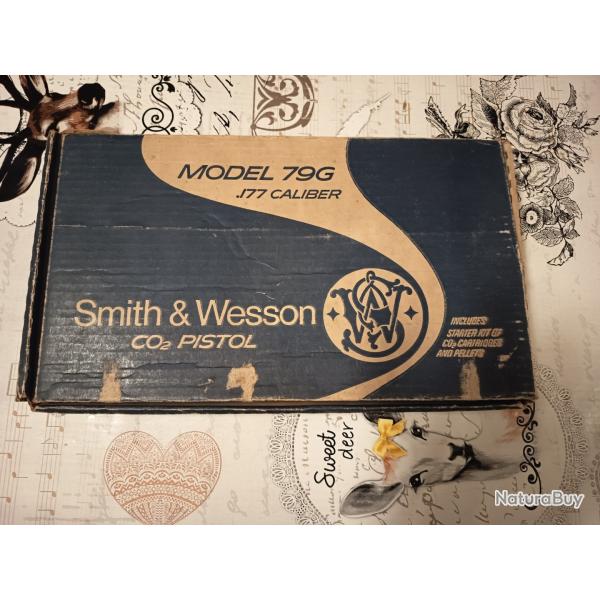 MODEL 79G
.177 CALIBER
Smith & Wesson
CO₂ PISTOL
INCLUDES
STARTER KIT OF
CO₂ CARTRIDGES
AND PELLETS
Sweet
deer
NaturaBuy